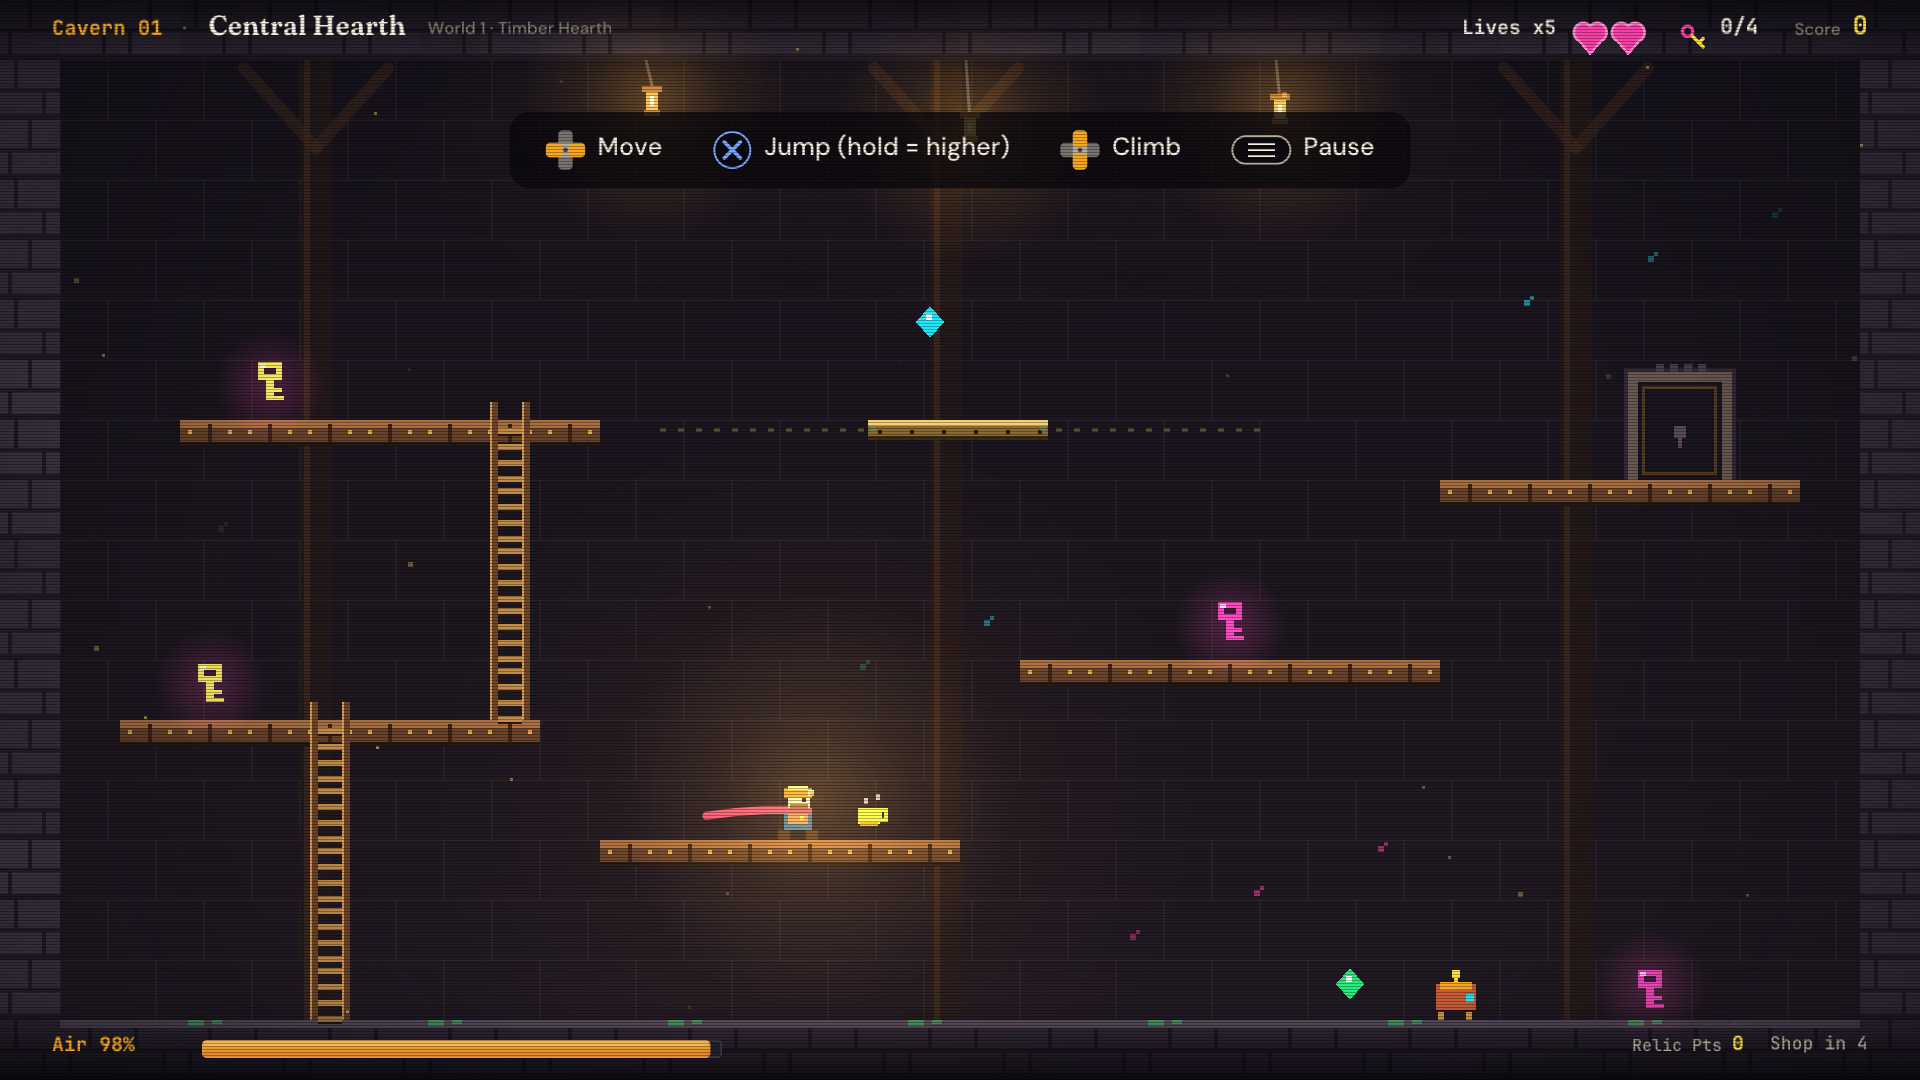 Cavern 01 · Central Hearth World 1 · Timber Hearth
Lives x5 0/4 Score 0
Move Jump (hold = higher) Climb Pause
Air 98%
Relic Pts 0 Shop in 4